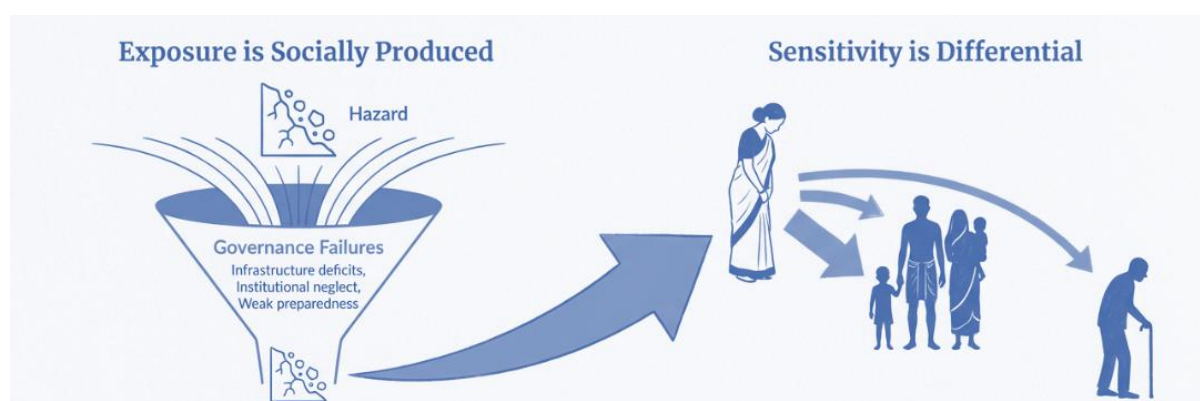 Exposure is Socially Produced
Hazard
Governance Failures
Infrastructure deficits,
Institutional neglect,
Weak preparedness
Sensitivity is Differential